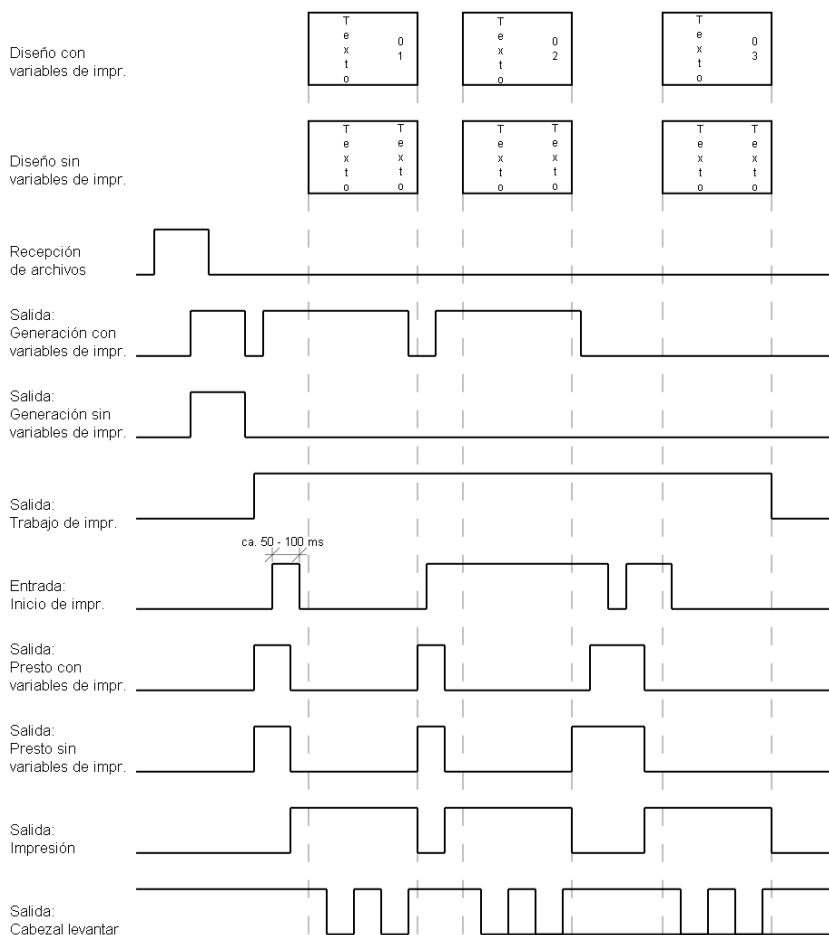 T
e
x
t
o
0
1
T
e
x
t
o
0
2
T
e
x
t
o
0
3
Diseño con
variables de impr.
T
e
x
t
o
T
e
x
t
o
T
e
x
t
o
T
e
x
t
o
T
e
x
t
o
T
e
x
t
o
Diseño sin
variables de impr.
Recepción
de archivos
Salida:
Generación con
variables de impr.
Salida:
Generación sin
variables de impr.
Salida:
Trabajo de impr.
ca. 50 - 100 ms
Entrada:
Inicio de impr.
Salida:
Presto con
variables de impr.
Salida:
Presto sin
variables de impr.
Salida:
Impresión
Salida:
Cabezal levantar